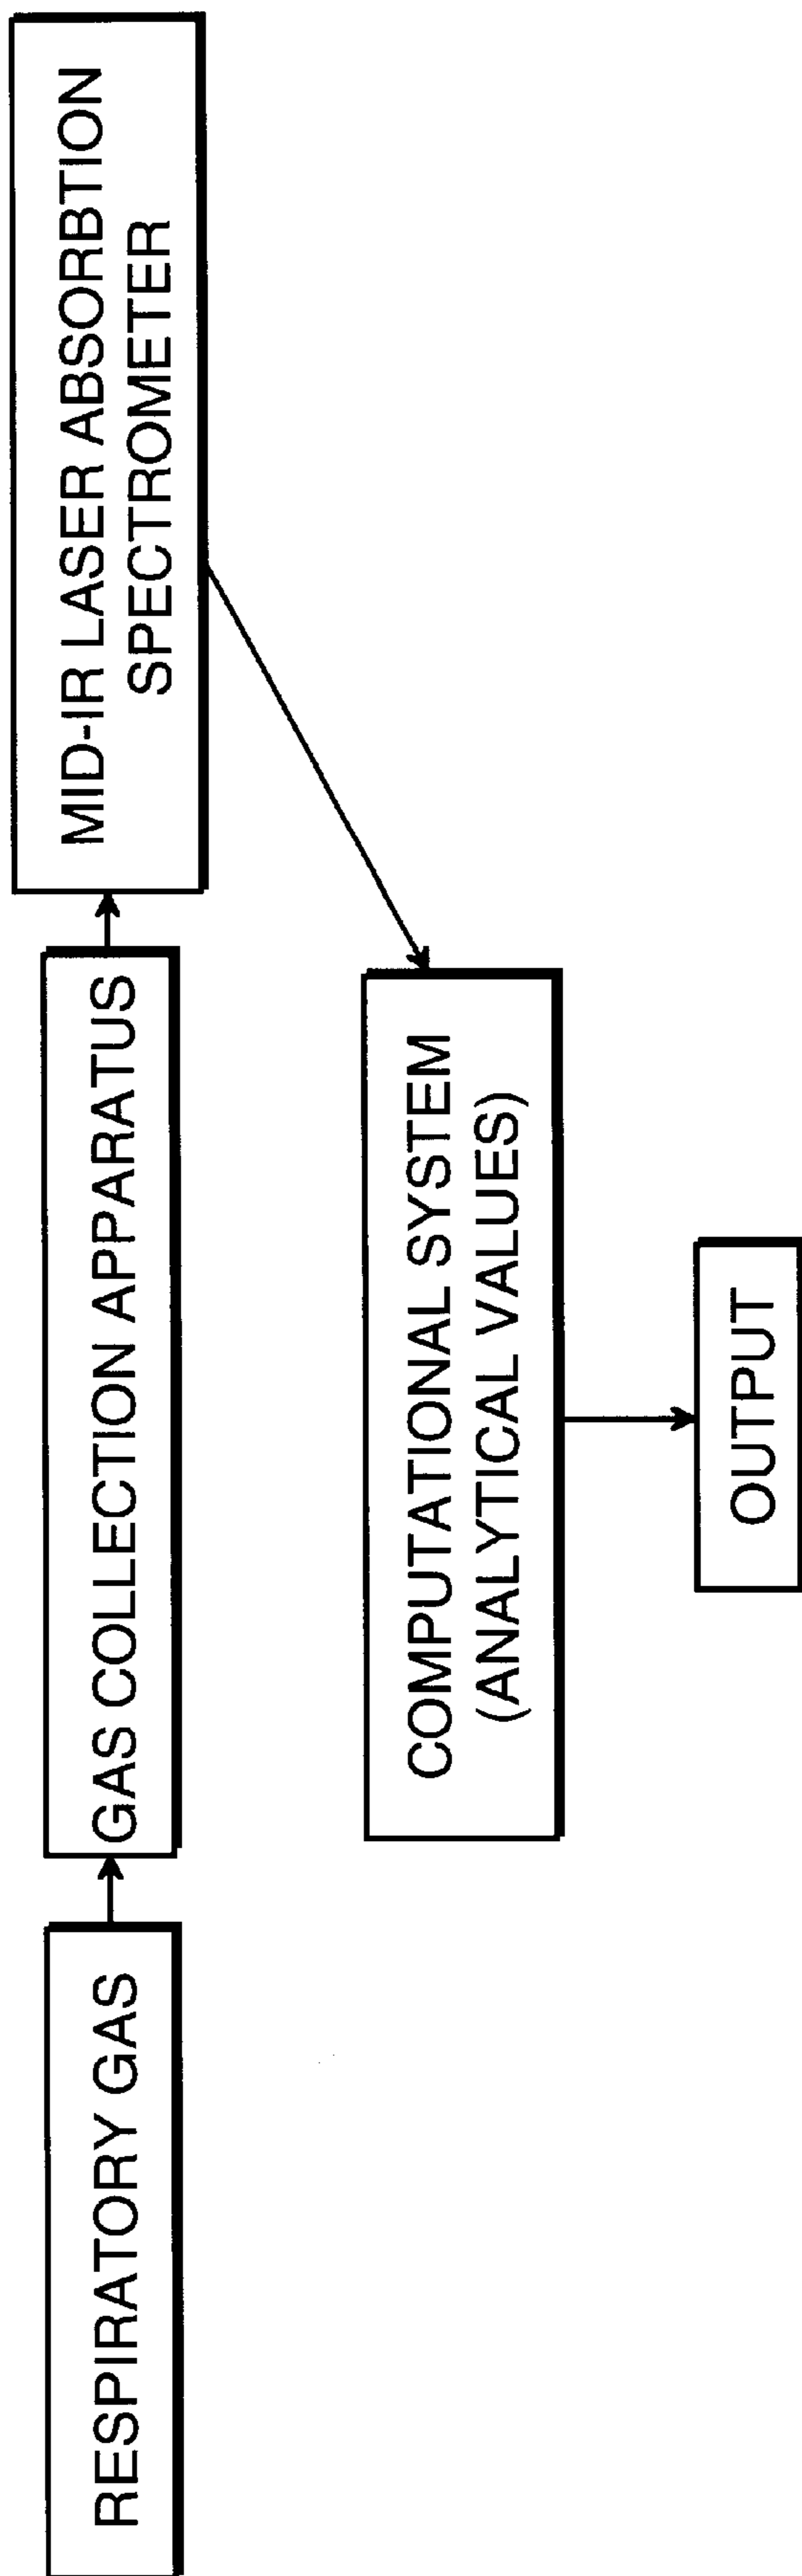 RESPIRATORY GAS
GAS COLLECTION APPARATUS
MID-IR LASER ABSORBTION
SPECTROMETER
COMPUTATIONAL SYSTEM
(ANALYTICAL VALUES)
OUTPUT